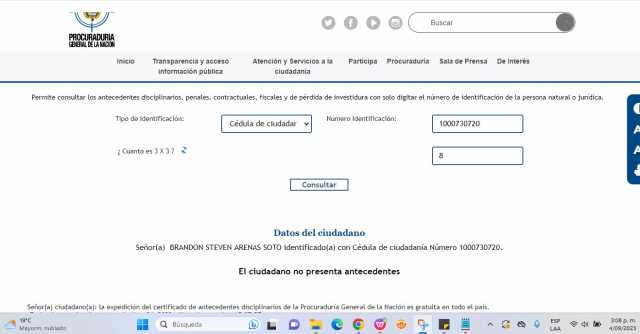 PROCURADURIA
GENERAL DE LA NACION
Buscar
Inicio Transparencia y acceso información pública Atención y Servicios a la ciudadanía Participa Procuraduría Sala de Prensa De Interés
Permite consultar los antecedentes disciplinarios, penales, contractuales, fiscales y de pérdida de investidura con solo digitar el número de identificación de la persona natural o jurídica.
Tipo de Identificación: Cédula de ciudadar Número Identificación: 1000730720
¿ Cuanto es 3 X 3 ? 8
Consultar
Datos del ciudadano
Señor(a) BRANDON STEVEN ARENAS SOTO identificado(a) con Cédula de ciudadanía Número 1000730720.
El ciudadano no presenta antecedentes
Señor(a) ciudadano(a): la expedición del certificado de antecedentes disciplinarios de la Procuraduría General de la Nación es gratuita en todo el país.
19°C
Mayorm. nublado
Búsqueda
ESP
LAA
3:08 p. m.
4/09/2023